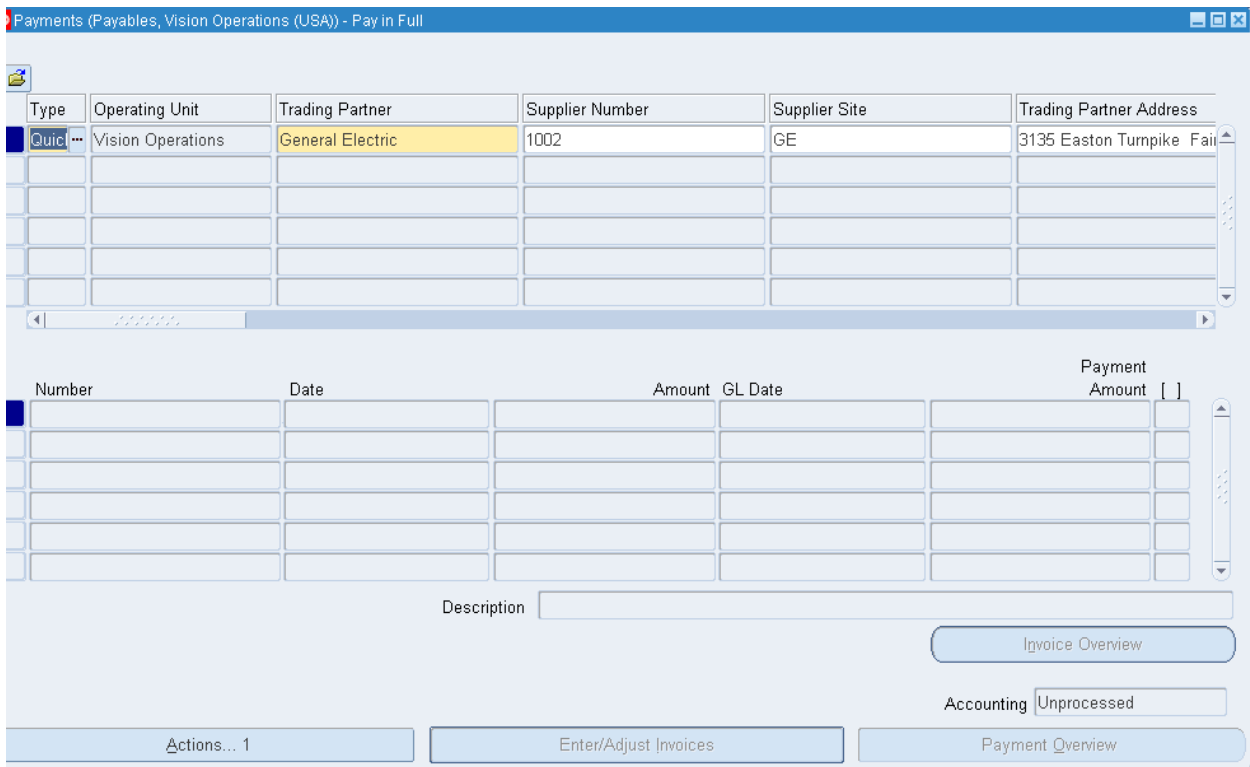 Payments (Payables, Vision Operations (USA)) - Pay in Full
Type Operating Unit Trading Partner Supplier Number Supplier Site Trading Partner Address
Quicl ... Vision Operations General Electric 1002 GE 3135 Easton Turnpike Fair
Payment
Number Date Amount GL Date Amount [ ]
Description
Invoice Overview
Accounting Unprocessed
Actions... 1 Enter/Adjust Invoices Payment Overview